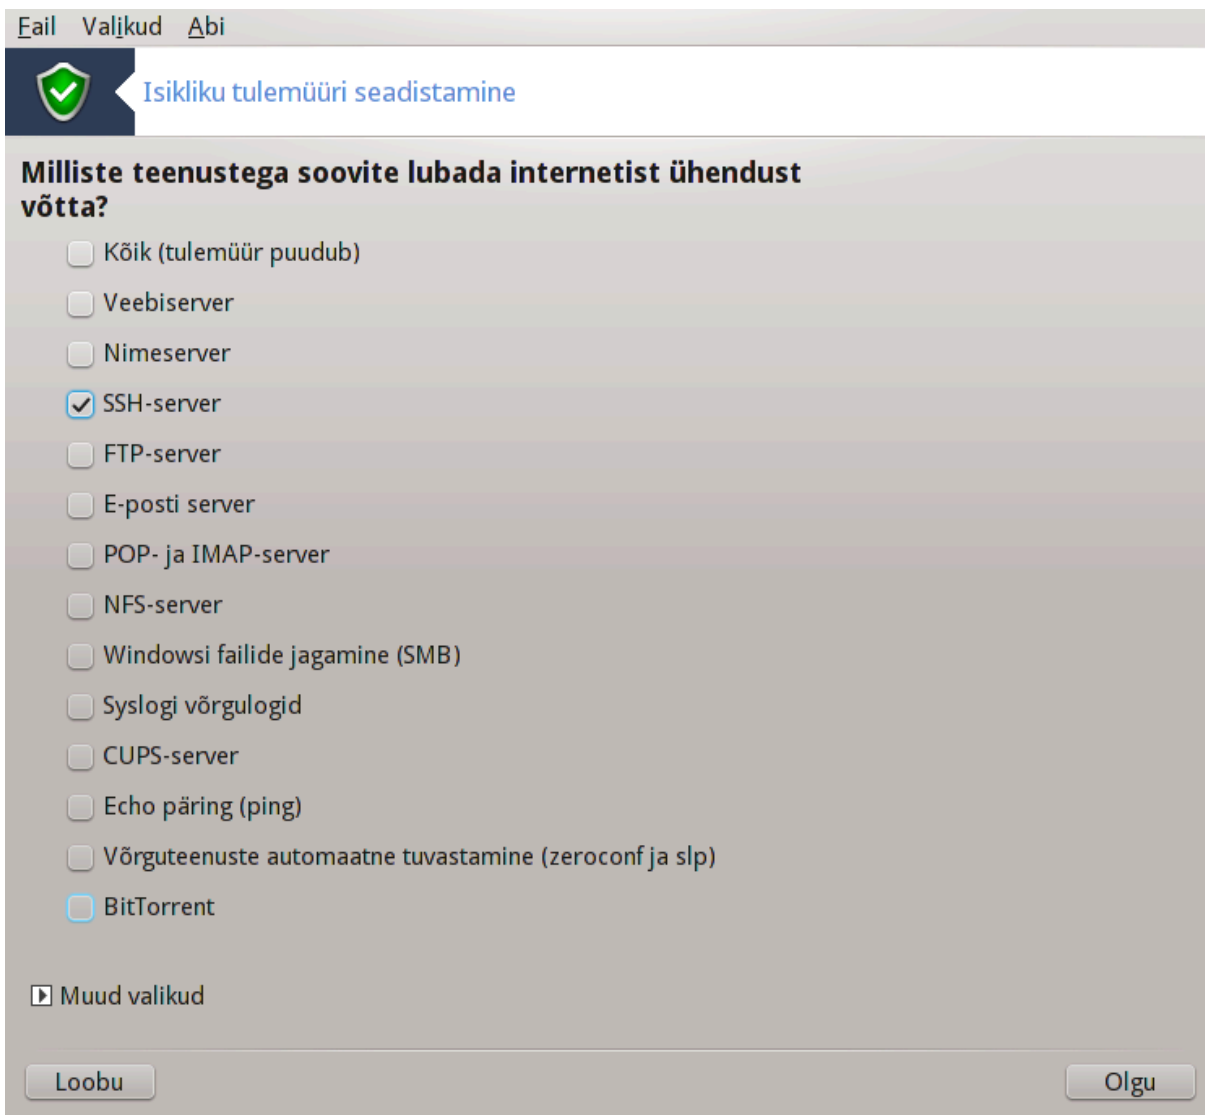 Fail Valikud Abi
Isikliku tulemüüri seadistamine
Milliste teenustega soovite lubada internetist ühendust
võtta?
Kõik (tulemüür puudub)
Veebiserver
Nimeserver
SSH-server
FTP-server
E-posti server
POP- ja IMAP-server
NFS-server
Windowsi failide jagamine (SMB)
Syslogi võrgulogid
CUPS-server
Echo päring (ping)
Võrguteenuste automaatne tuvastamine (zeroconf ja slp)
BitTorrent
Muud valikud
Loobu Olgu